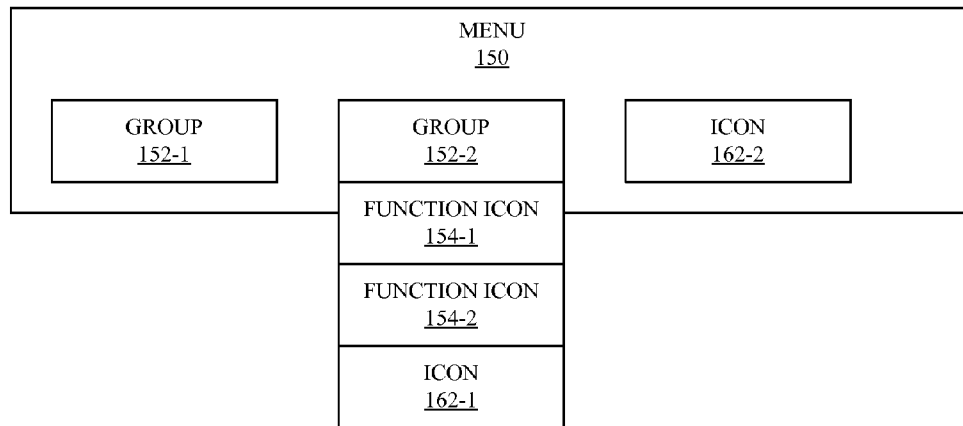 MENU
150
GROUP
152-1
GROUP
152-2
ICON
162-2
FUNCTION ICON
154-1
FUNCTION ICON
154-2
ICON
162-1